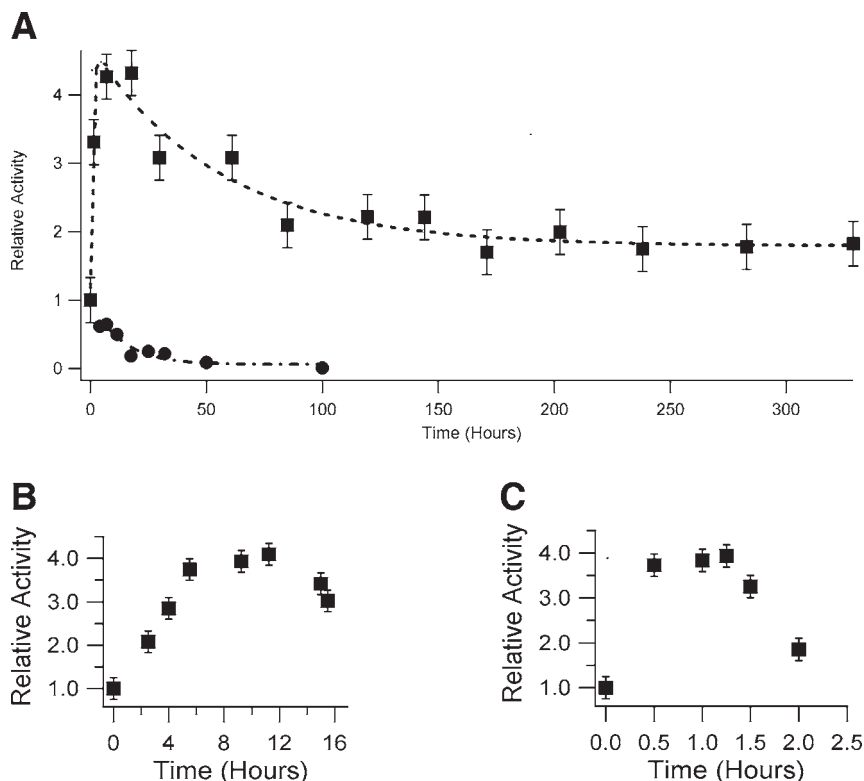 A
Relative Activity
4
3
2
1
0
0 50 100 150 200 250 300
Time (Hours)
B
Relative Activity
4.0
3.0
2.0
1.0
0 4 8 12 16
Time (Hours)
C
Relative Activity
4.0
3.0
2.0
1.0
0.0 0.5 1.0 1.5 2.0 2.5
Time (Hours)